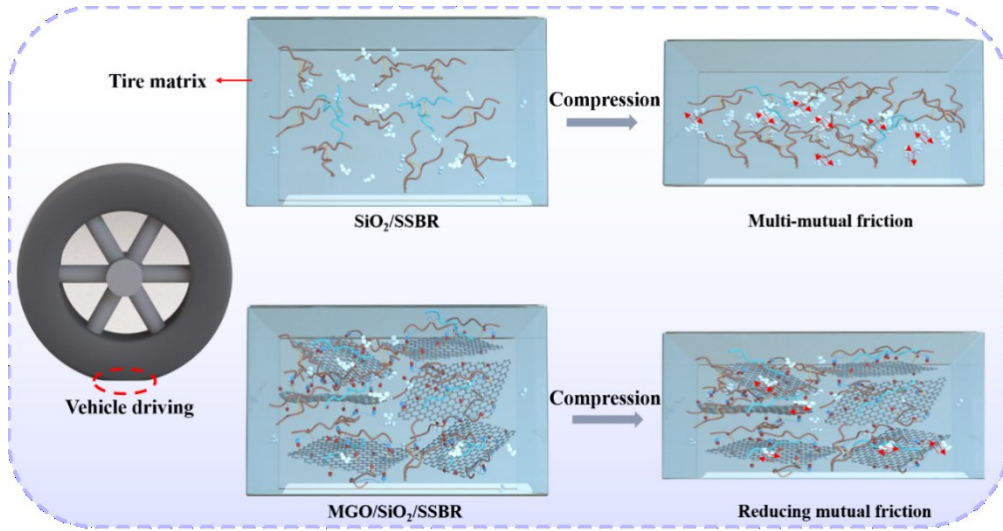 Tire matrix
Compression
SiO₂/SSBR
Multi-mutual friction
Vehicle driving
Compression
MGO/SiO₂/SSBR
Reducing mutual friction